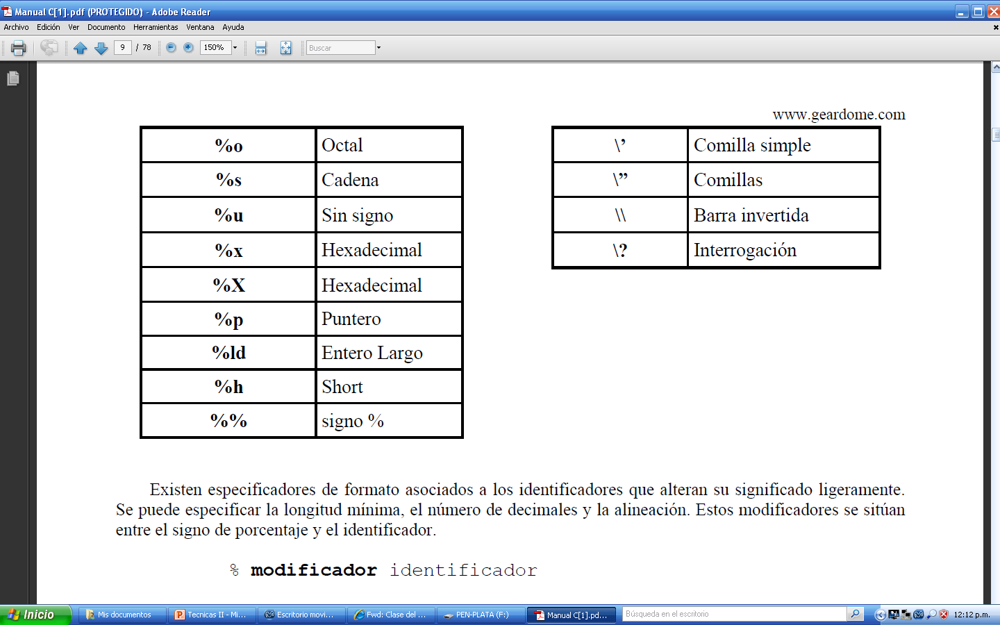 Manual C[1].pdf (PROTEGIDO) - Adobe Reader
Archivo Edición Ver Documento Herramientas Ventana Ayuda
9 / 78 150% Buscar
www.geardome.com
%o Octal
%s Cadena
%u Sin signo
%x Hexadecimal
%X Hexadecimal
%p Puntero
%ld Entero Largo
%h Short
%% signo %
\’ Comilla simple
\” Comillas
\\ Barra invertida
\? Interrogación
Existen especificadores de formato asociados a los identificadores que alteran su significado ligeramente.
Se puede especificar la longitud mínima, el número de decimales y la alineación. Estos modificadores se sitúan
entre el signo de porcentaje y el identificador.
% modificador identificador
Inicio Mis documentos Tecnicas II - Mi... Escritorio movi... Fwd: Clase del ... PEN-PLATA (F:) Manual C[1].pd... Búsqueda en el escritorio 12:12 p.m.